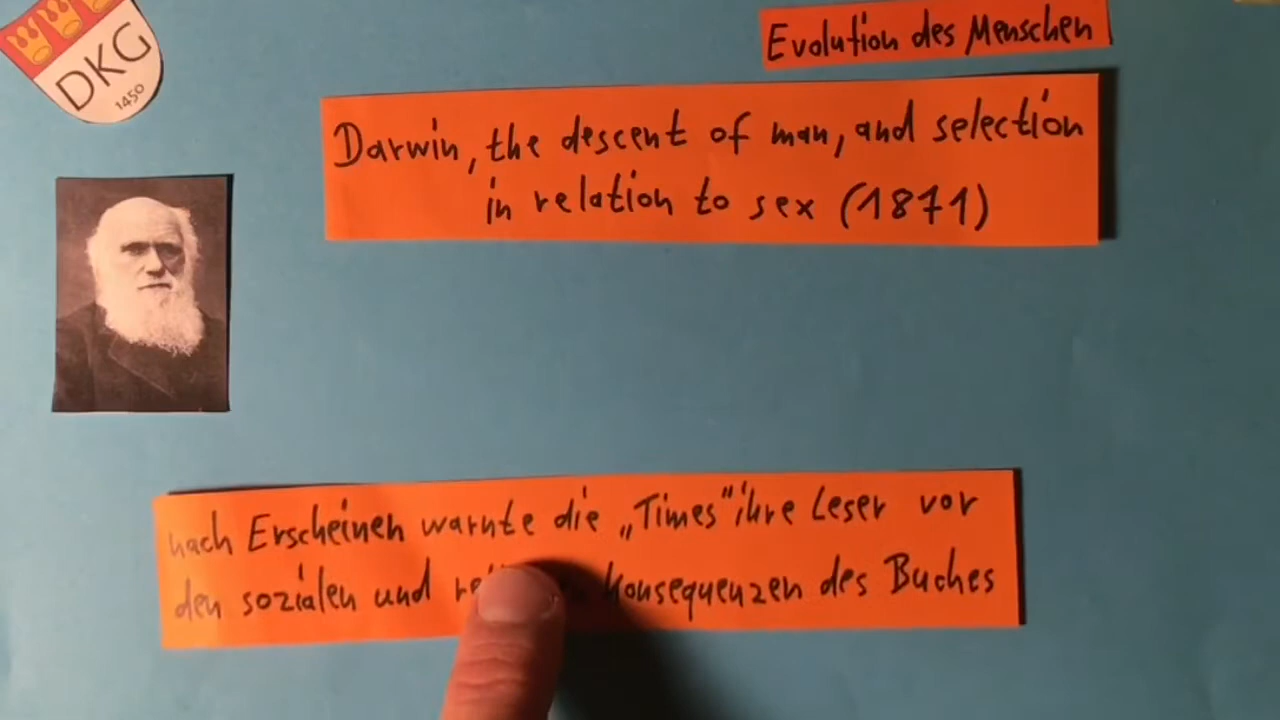 DKG
1450
Evolution des Menschen
Darwin, the descent of man, and selection
in relation to sex (1871)
nach Erscheinen warnte die „Times" ihre Leser vor
den sozialen und Konsequenzen des Buches